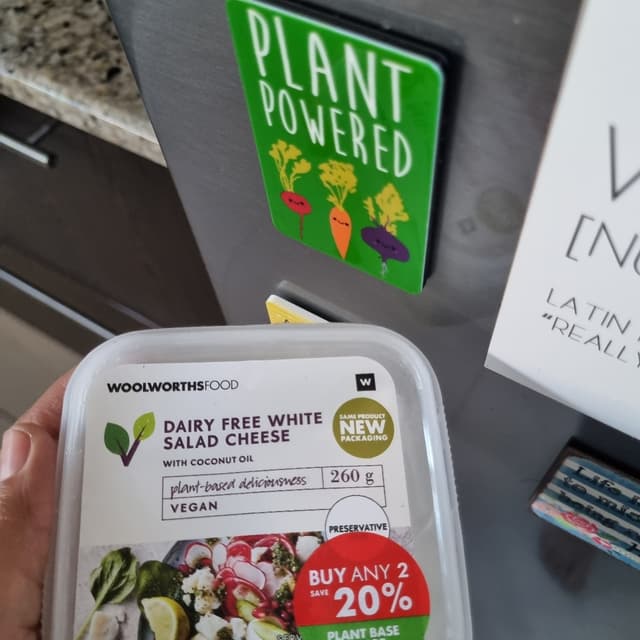 PLANT
POWERED
[N
LATIN
"REALLY
WOOLWORTHSFOOD
W
DAIRY FREE WHITE
SALAD CHEESE
WITH COCONUT OIL
SAME PRODUCT
NEW
PACKAGING
plant-based deliciousness
260 g
VEGAN
PRESERVATIVE
BUY ANY 2
SAVE 20%
PLANT BASE